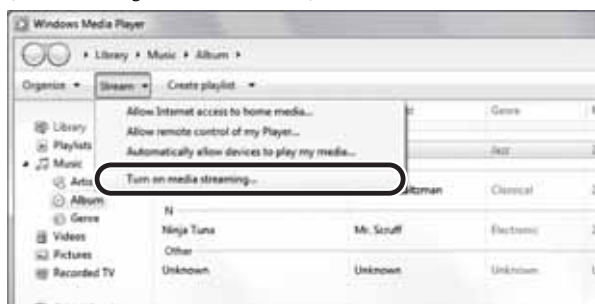 Windows Media Player
Library Music Album
Organize Stream Create playlist
Allow Internet access to home media...
Allow remote control of my Player...
Automatically allow devices to play my media...
Turn on media streaming...
Genre
Library
Playlists
Jazz
Music
Artis
Album
altzman Classical
Genre
N
Videos
Ninja Tuna Mr. Scruff Electronic
Pictures
Other
Recorded TV
Unknown Unknown Unknown